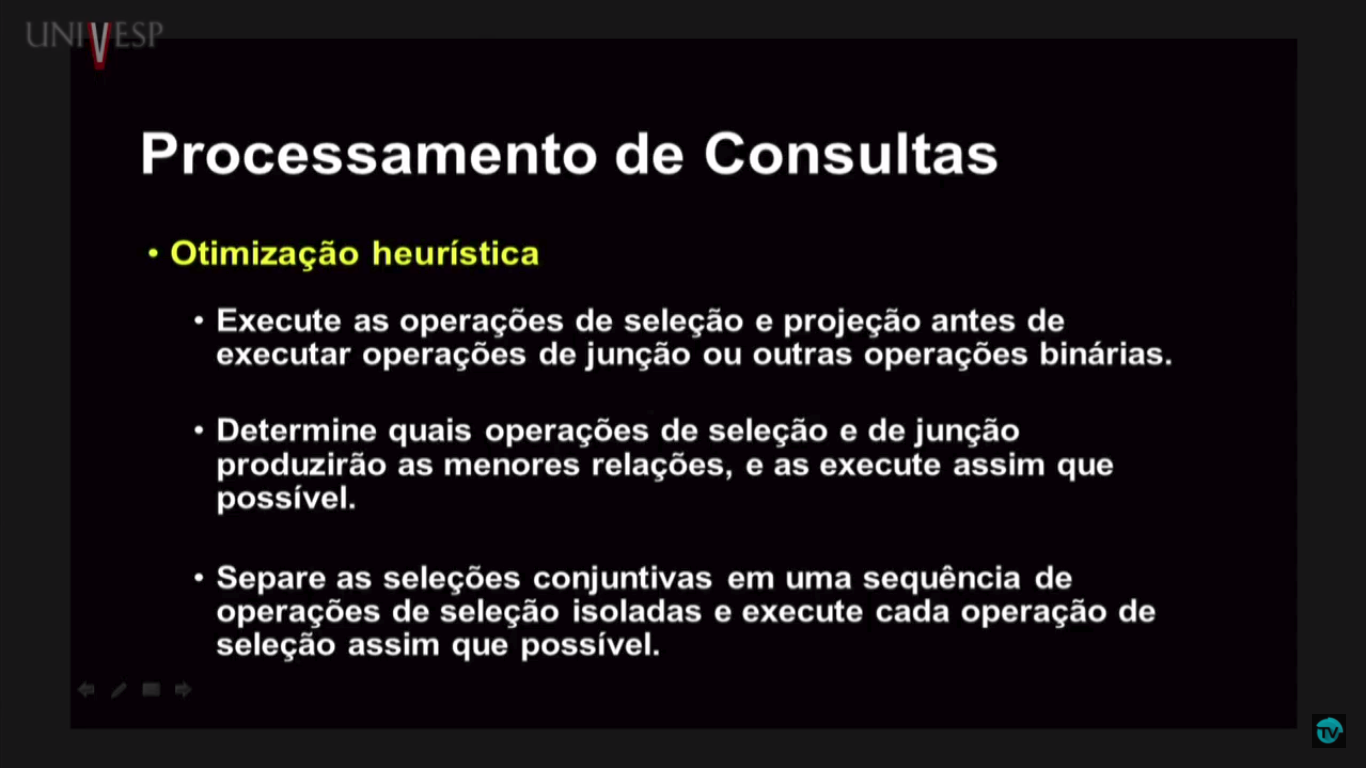 UNIVESP
Processamento de Consultas
• Otimização heurística
• Execute as operações de seleção e projeção antes de
executar operações de junção ou outras operações binárias.
• Determine quais operações de seleção e de junção
produzirão as menores relações, e as execute assim que
possível.
• Separe as seleções conjuntivas em uma sequência de
operações de seleção isoladas e execute cada operação de
seleção assim que possível.
TV